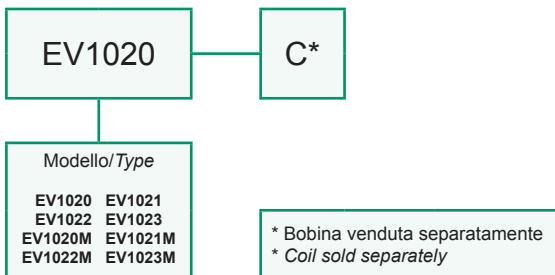 EV1020 C*
Modello/Type
EV1020 EV1021
EV1022 EV1023
EV1020M EV1021M
EV1022M EV1023M
* Bobina venduta separatamente
* Coil sold separately